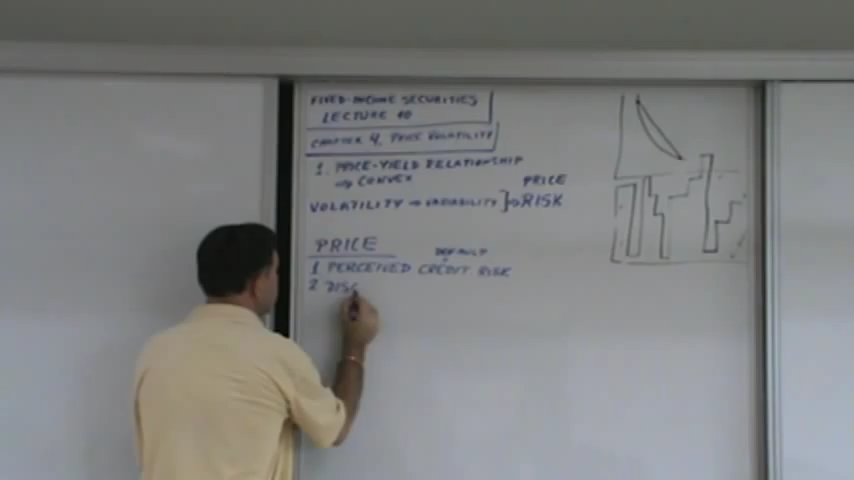 FIXED-INCOME SECURITIES
LECTURE 10
CHAPTER 4, PRICE VOLATILITY
1. PRICE-YIELD RELATIONSHIP
⇒ CONVEX
PRICE
VOLATILITY → VARIABILITY } ⇒ RISK
PRICE
DEFAULT
1 PERCEIVED CREDIT RISK
2 DISC